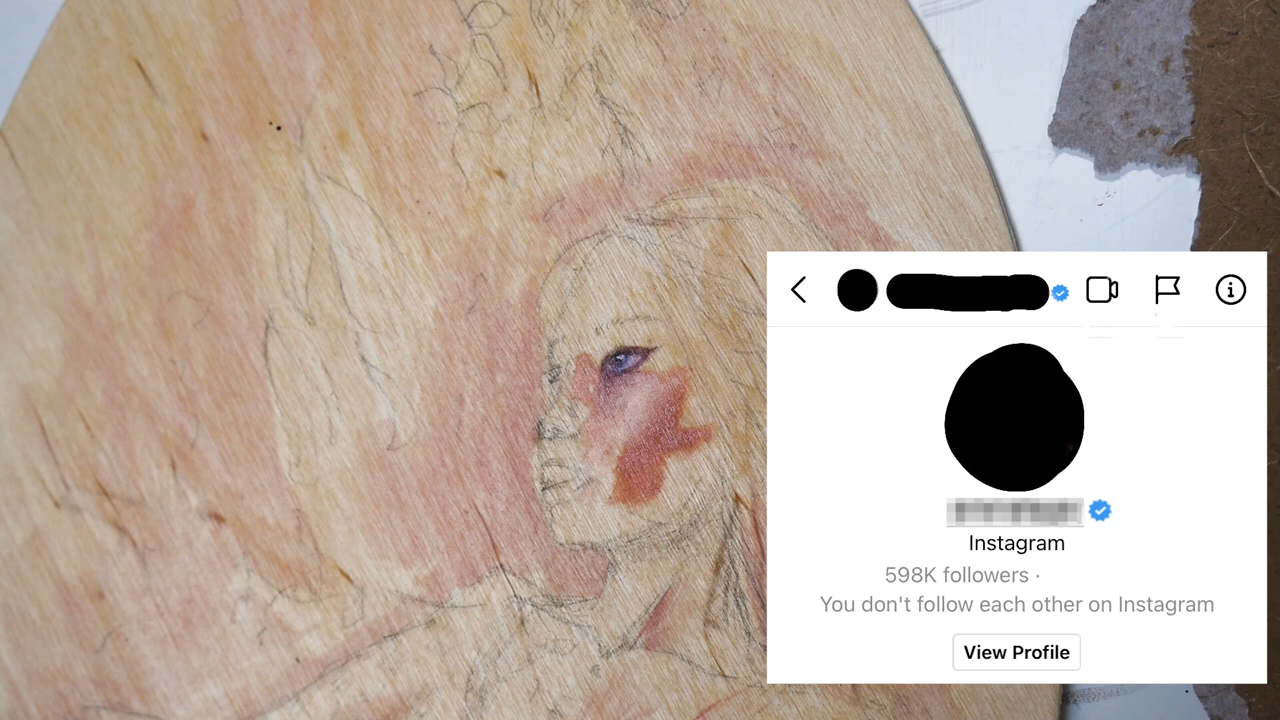 Instagram
598K followers ·
You don't follow each other on Instagram
View Profile